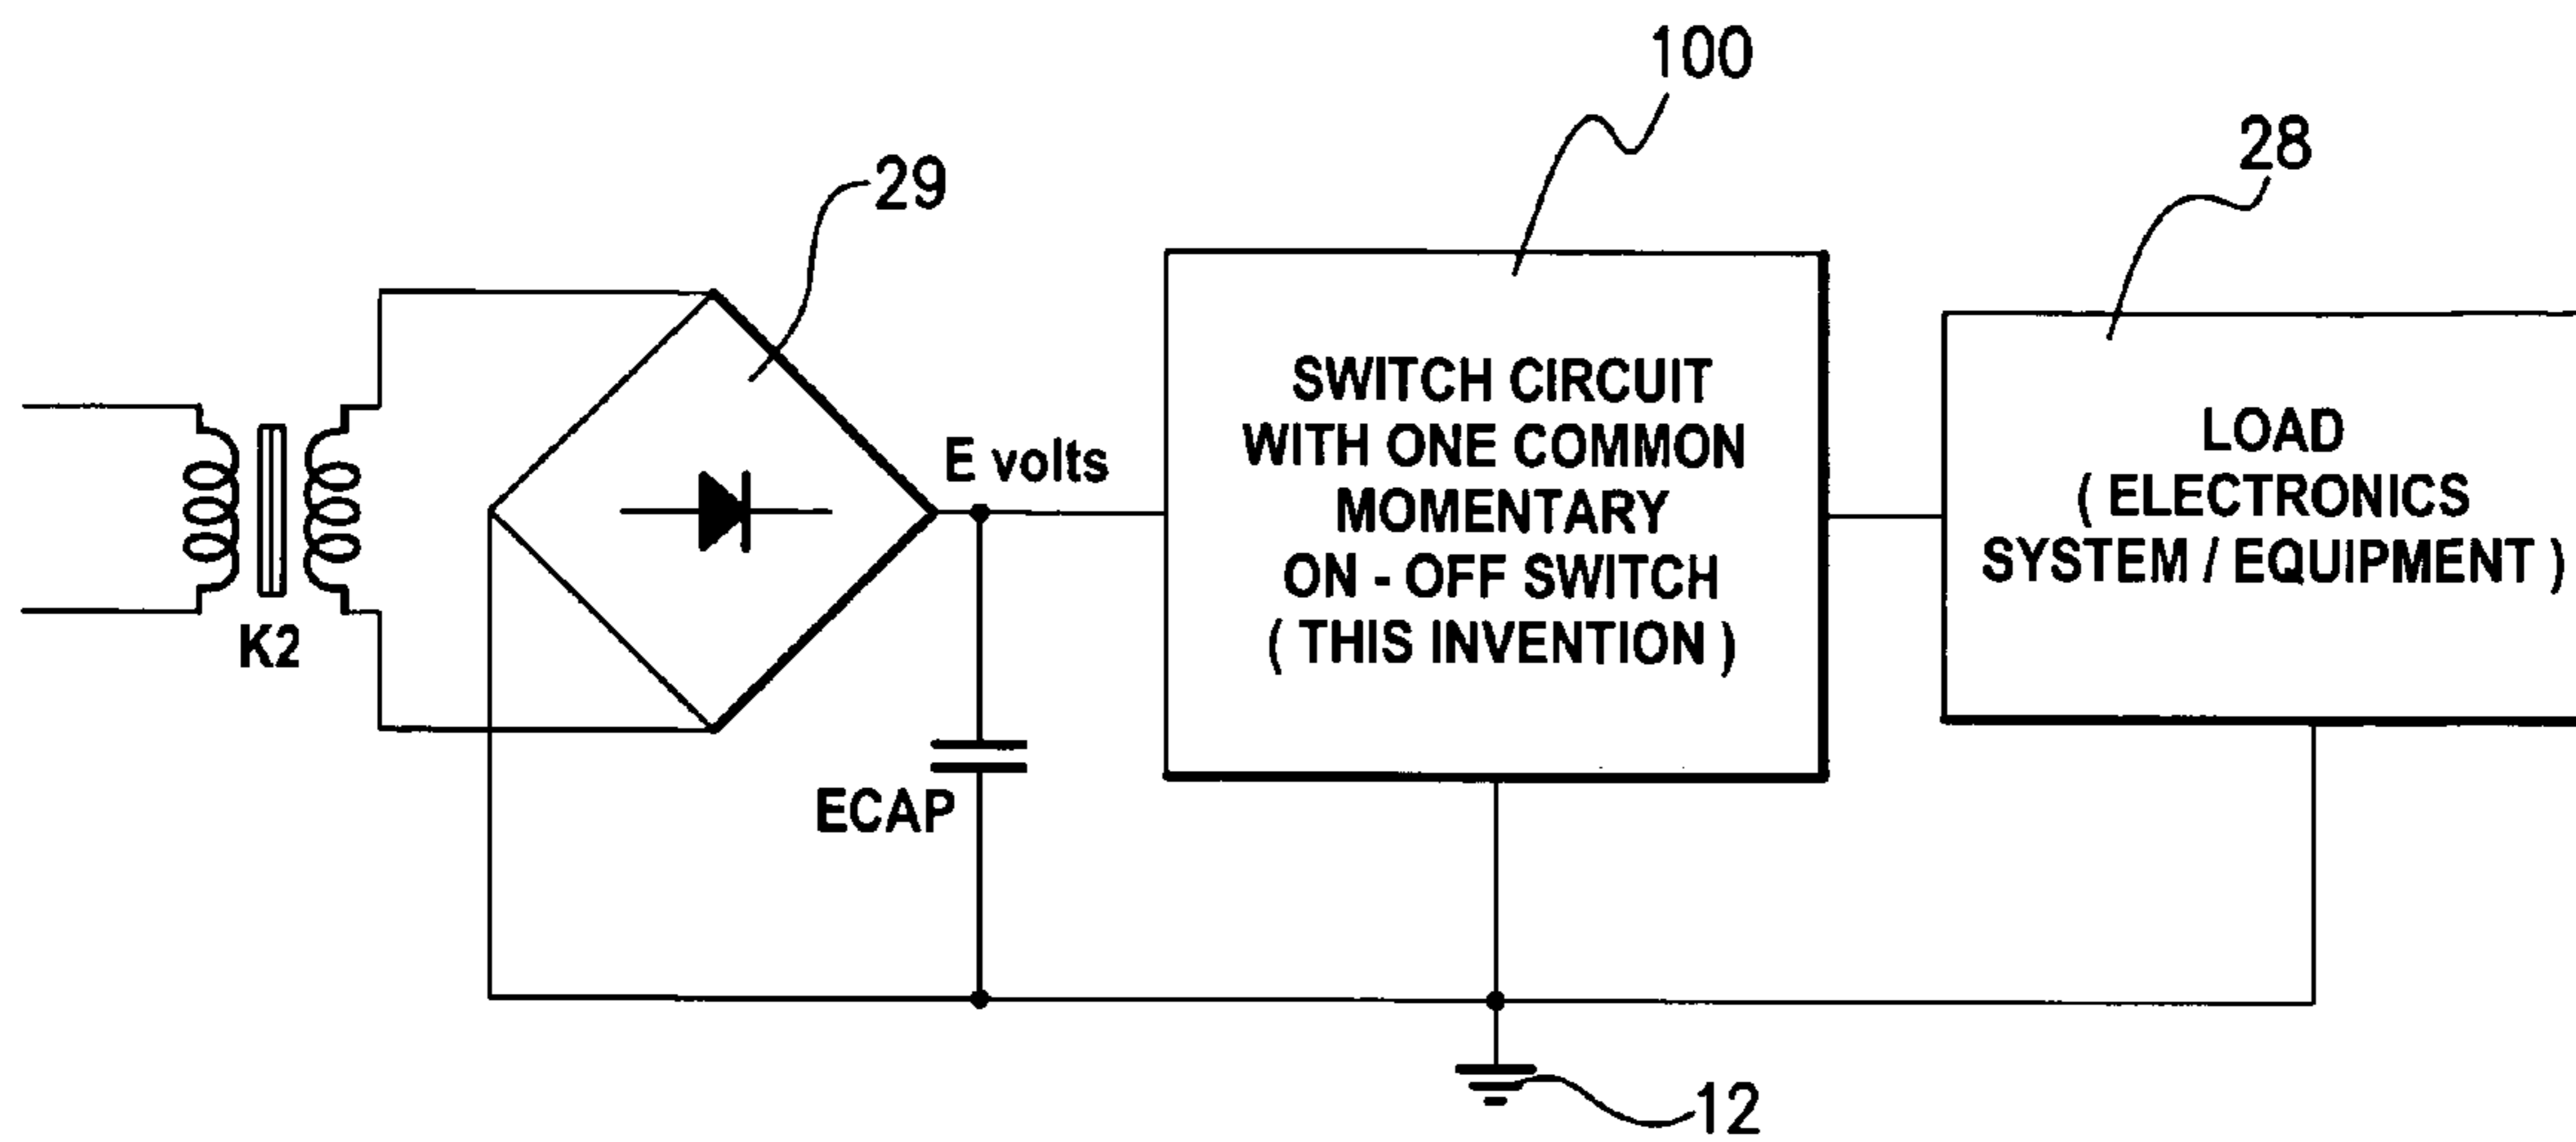 100
28
29
SWITCH CIRCUIT
WITH ONE COMMON
MOMENTARY
ON - OFF SWITCH
( THIS INVENTION )
LOAD
( ELECTRONICS
SYSTEM / EQUIPMENT )
E volts
K2
ECAP
12